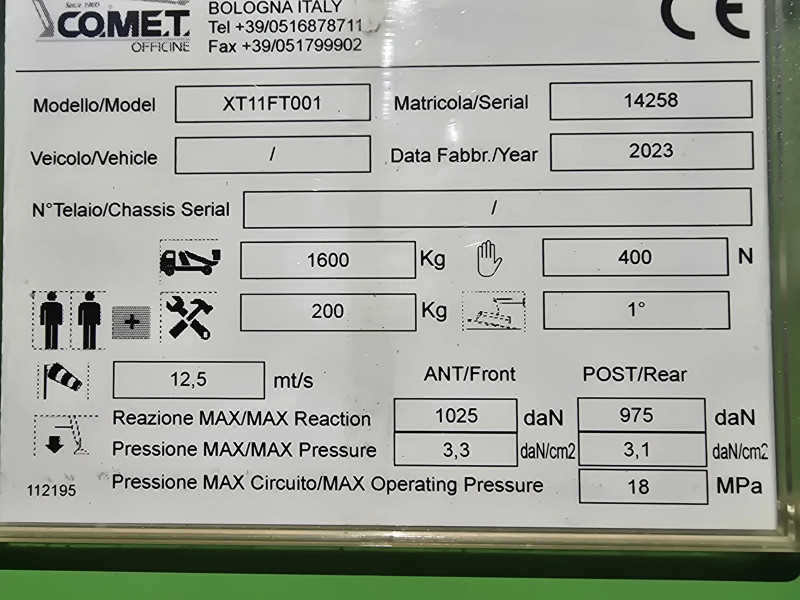 BOLOGNA ITALY
CO.ME.T. Tel +39/0516878711
OFFICINE Fax +39/051799902
CE
Modello/Model XT11FT001 Matricola/Serial 14258
Veicolo/Vehicle / Data Fabbr./Year 2023
N°Telaio/Chassis Serial /
1600 Kg 400 N
+ 200 Kg 1°
12,5 mt/s ANT/Front POST/Rear
Reazione MAX/MAX Reaction 1025 daN 975 daN
Pressione MAX/MAX Pressure 3,3 daN/cm2 3,1 daN/cm2
112195 Pressione MAX Circuito/MAX Operating Pressure 18 MPa